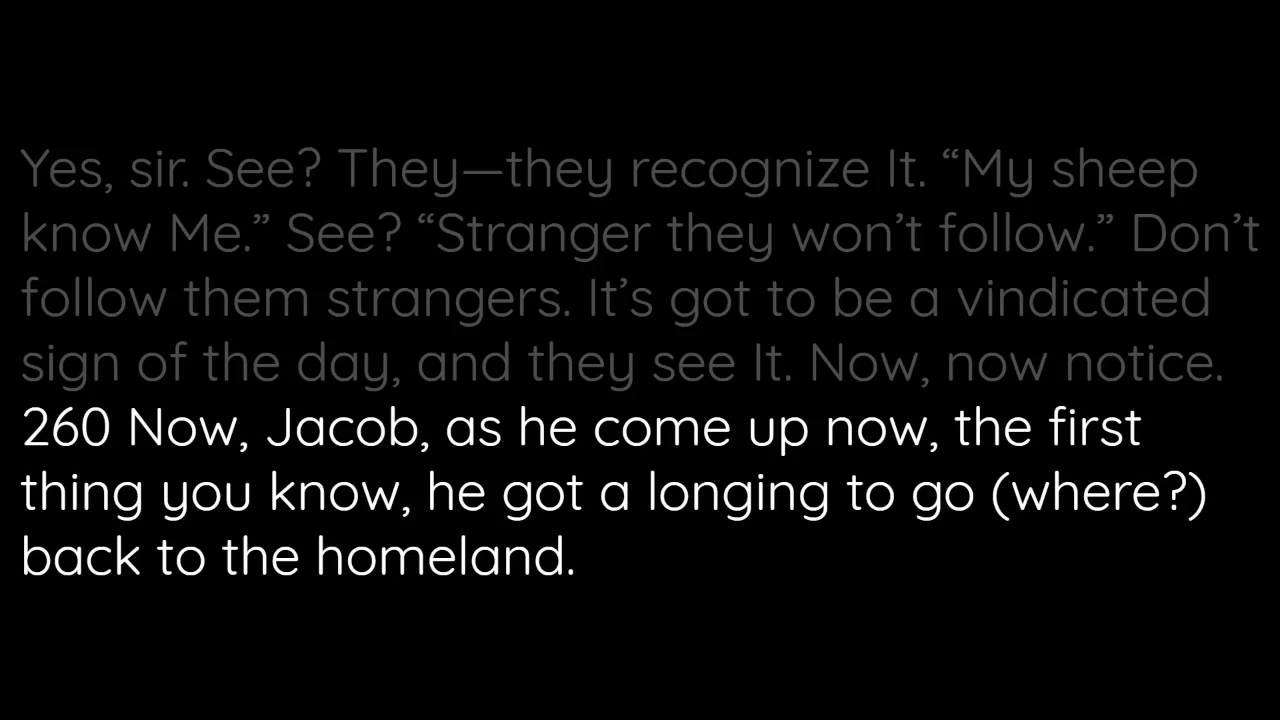 Yes, sir. See? They—they recognize It. “My sheep
know Me.” See? “Stranger they won’t follow.” Don’t
follow them strangers. It’s got to be a vindicated
sign of the day, and they see It. Now, now notice.
260 Now, Jacob, as he come up now, the first
thing you know, he got a longing to go (where?)
back to the homeland.